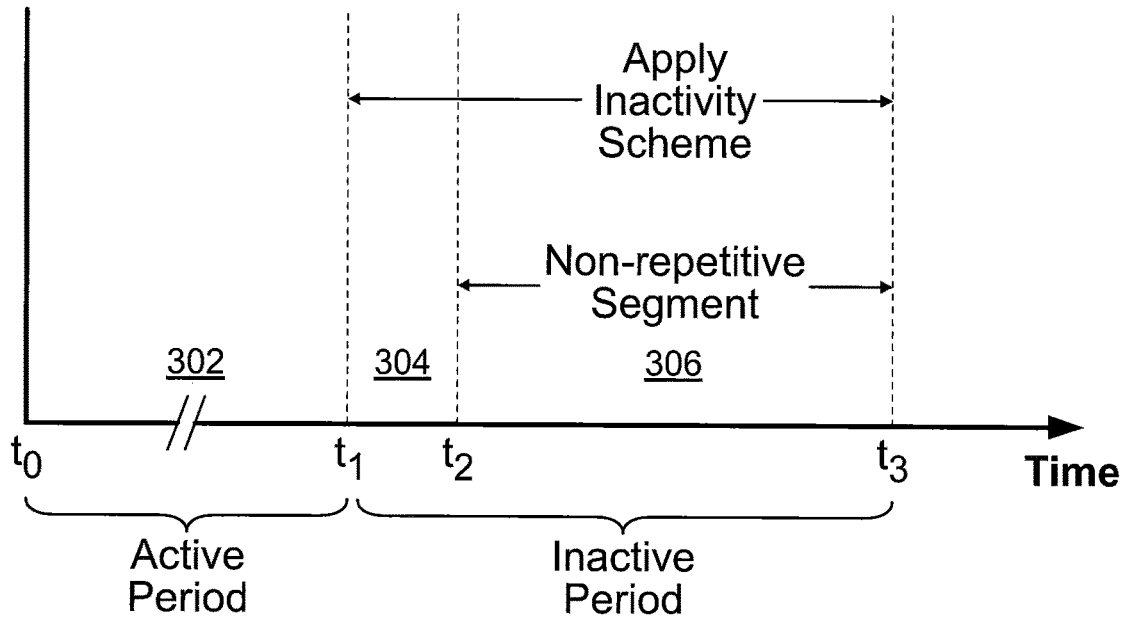 Apply
Inactivity
Scheme
Non-repetitive
Segment
302
304
306
t0
t1
t2
t3
Time
Active
Period
Inactive
Period